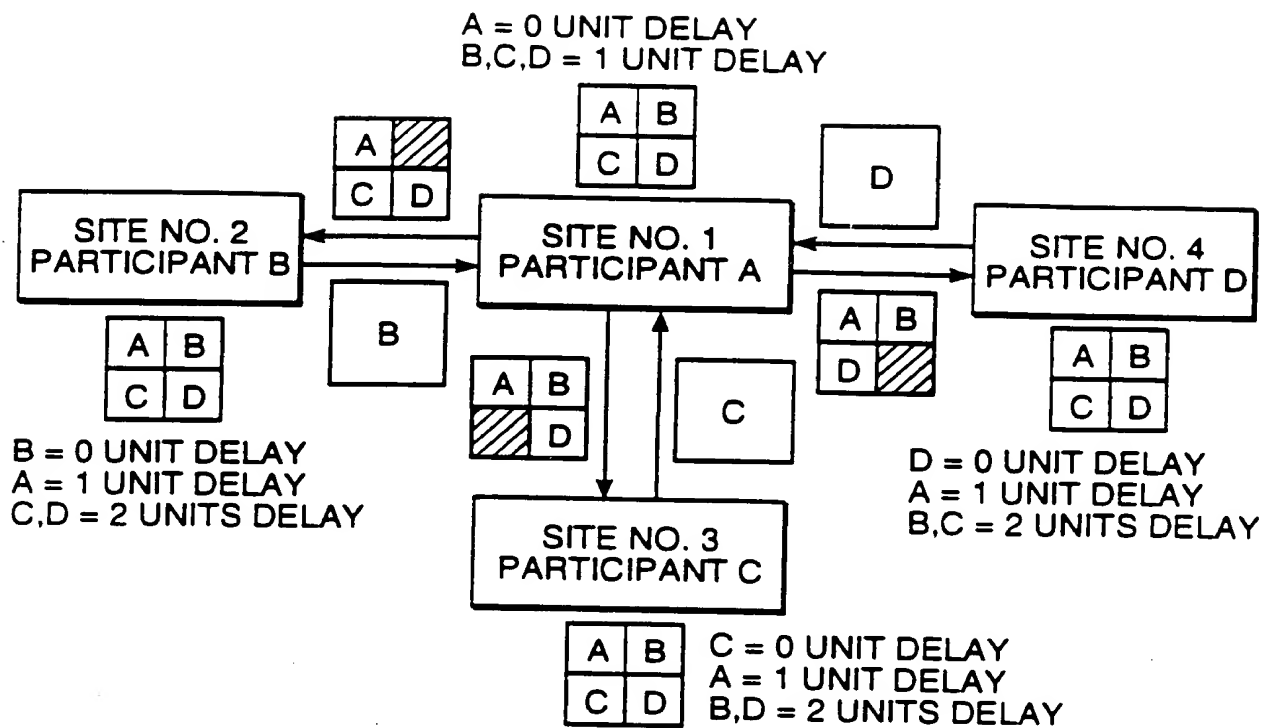 A = 0 UNIT DELAY
B,C,D = 1 UNIT DELAY
A B
C D
A
C D
D
SITE NO. 2
PARTICIPANT B
SITE NO. 1
PARTICIPANT A
SITE NO. 4
PARTICIPANT D
B
A B
C D
A B
D
C
A B
D
A B
C D
B = 0 UNIT DELAY
A = 1 UNIT DELAY
C,D = 2 UNITS DELAY
D = 0 UNIT DELAY
A = 1 UNIT DELAY
B,C = 2 UNITS DELAY
SITE NO. 3
PARTICIPANT C
A B
C D
C = 0 UNIT DELAY
A = 1 UNIT DELAY
B,D = 2 UNITS DELAY